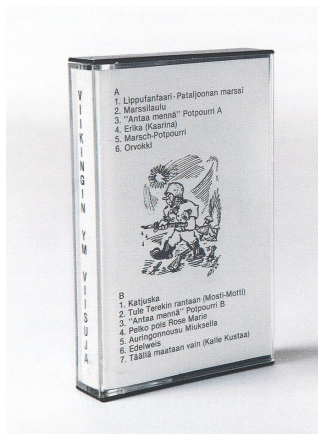 VIIKINGIN YM VIISUJA
A
1. Lippufanfaari-Pataljoonan marssi
2. Marssilaulu
3. "Antaa mennä" Potpourri A
4. Erika (Kaarina)
5. Marsch-Potpourri
6. Orvokki
B
1. Katjuska
2. Tule Terekin rantaan (Mosti-Motti)
3. "Antaa mennä" Potpourri B
4. Pelko pois Rose Marie
5. Auringonnousu Miuksella
6. Edelweis
7. Täällä maataan vain (Kalle Kustaa)